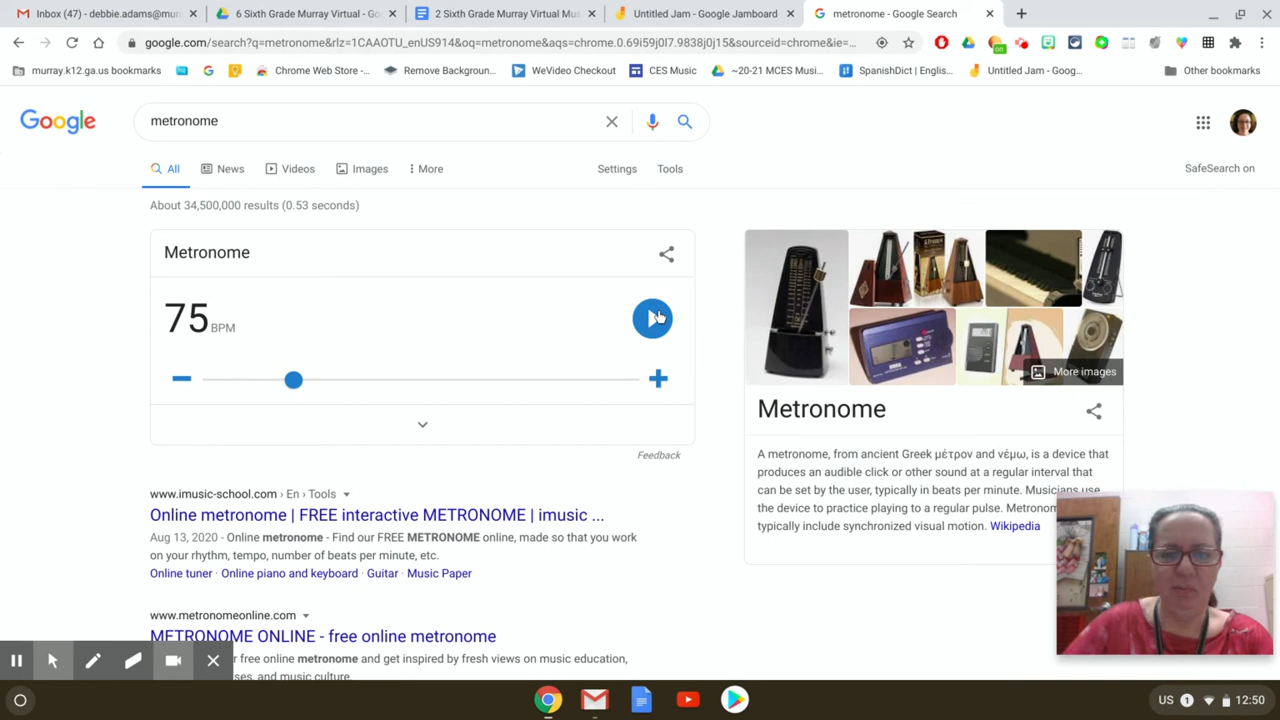 Inbox (47) - debbie.adams@mur
6 Sixth Grade Murray Virtual - Go
2 Sixth Grade Murray Virtual Mus
Untitled Jam - Google Jamboard
metronome - Google Search
google.com/search?q=metronome&rlz=1CAAOTU_enUS914&oq=metronome&aqs=chrome.0.69i59j0l7.9838j0j15&sourceid=chrome&ie=...
murray.k12.ga.us bookmarks
Chrome Web Store -...
Remove Backgroun...
WeVideo Checkout
CES Music
~20-21 MCES Musi...
SpanishDict | Englis...
Untitled Jam - Goog...
Other bookmarks
on
Google
metronome
All
News
Videos
Images
More
Settings
Tools
SafeSearch on
About 34,500,000 results (0.53 seconds)
Metronome
75 BPM
Feedback
More images
Metronome
A metronome, from ancient Greek μέτρον and νέμω, is a device that
produces an audible click or other sound at a regular interval that
can be set by the user, typically in beats per minute. Musicians use
the device to practice playing to a regular pulse. Metronom
typically include synchronized visual motion. Wikipedia
www.imusic-school.com › En › Tools
Online metronome | FREE interactive METRONOME | imusic ...
Aug 13, 2020 - Online metronome - Find our FREE METRONOME online, made so that you work
on your rhythm, tempo, number of beats per minute, etc.
Online tuner · Online piano and keyboard · Guitar · Music Paper
www.metronomeonline.com
METRONOME ONLINE - free online metronome
r free online metronome and get inspired by fresh views on music education,
ses, and music culture.
US 1 12:50